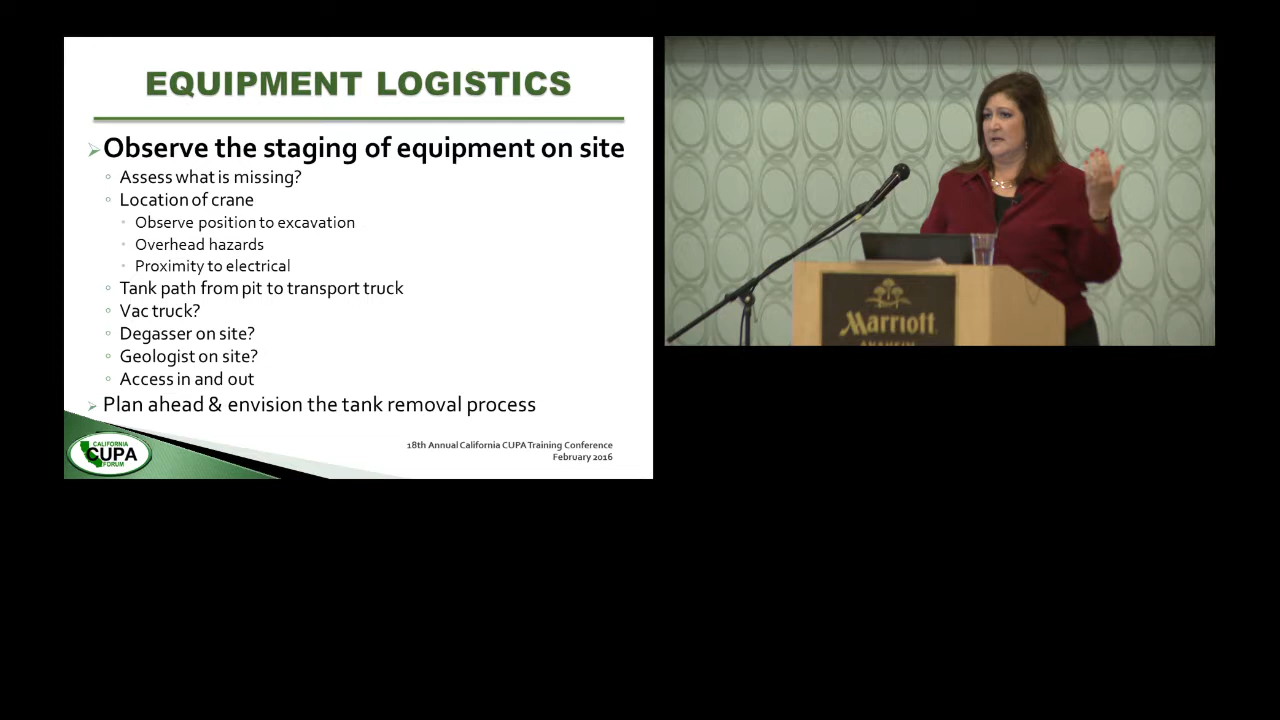 EQUIPMENT LOGISTICS
Observe the staging of equipment on site
Assess what is missing?
Location of crane
Observe position to excavation
Overhead hazards
Proximity to electrical
Tank path from pit to transport truck
Vac truck?
Degasser on site?
Geologist on site?
Access in and out
Plan ahead & envision the tank removal process
18th Annual California CUPA Training Conference
February 2016
CALIFORNIA
CUPA
FORUM
Marriott
ANAHEIM